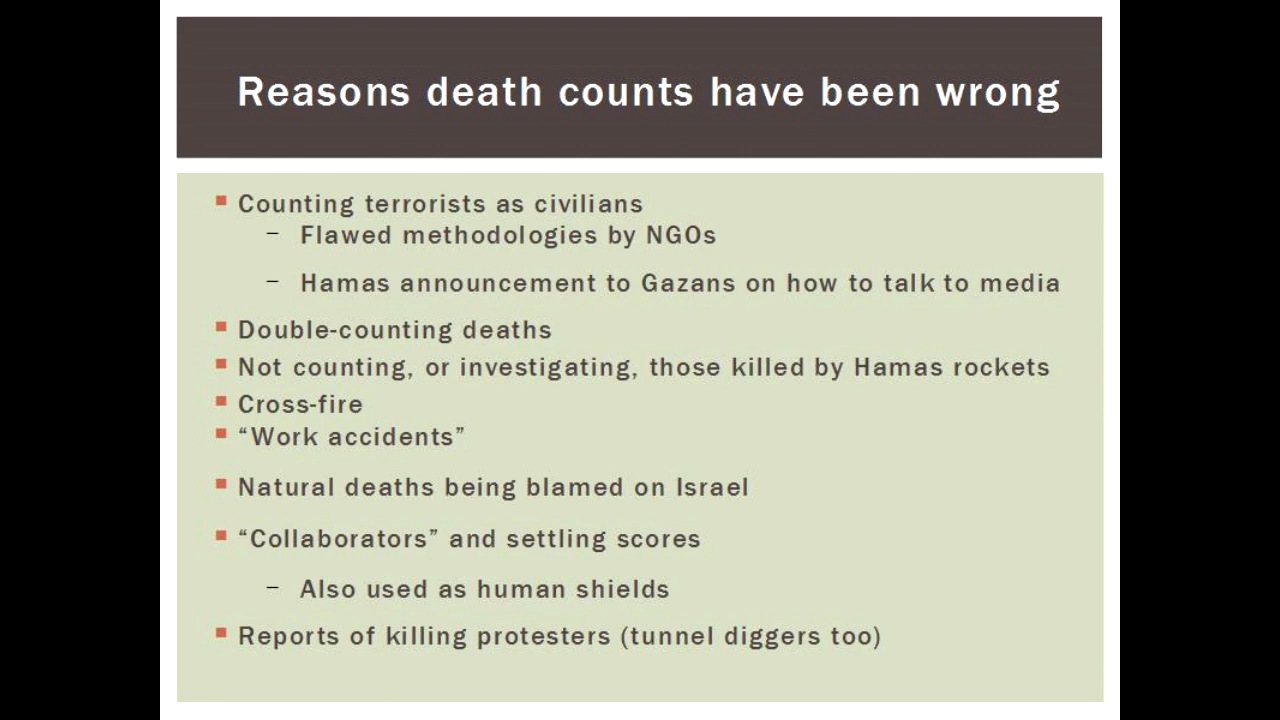 Reasons death counts have been wrong
Counting terrorists as civilians
– Flawed methodologies by NGOs
– Hamas announcement to Gazans on how to talk to media
Double-counting deaths
Not counting, or investigating, those killed by Hamas rockets
Cross-fire
“Work accidents”
Natural deaths being blamed on Israel
“Collaborators” and settling scores
– Also used as human shields
Reports of killing protesters (tunnel diggers too)